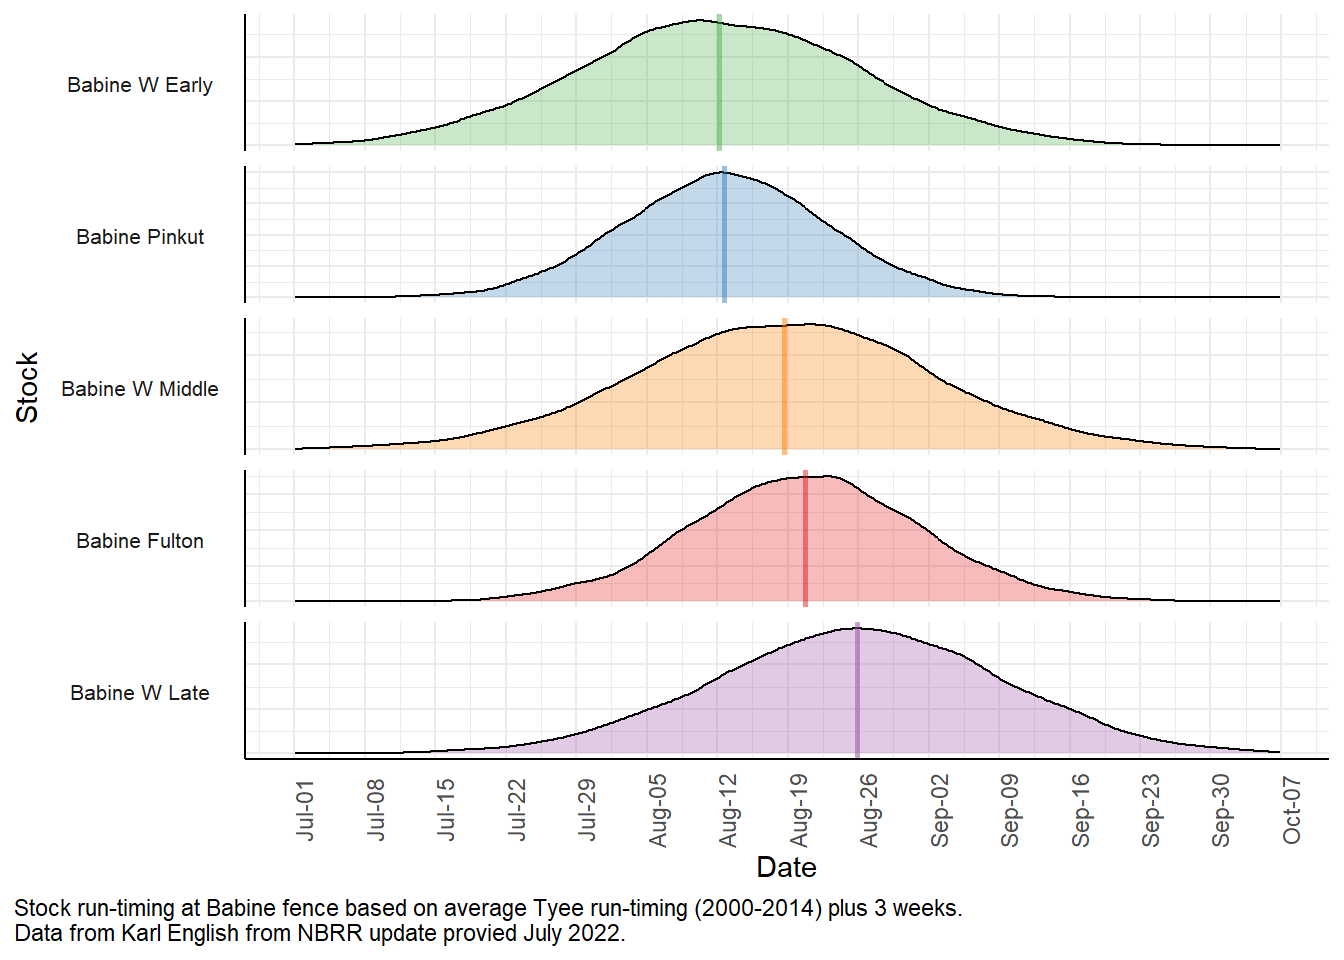 Babine W Early
Babine Pinkut
Babine W Middle
Babine Fulton
Babine W Late
Stock
Jul-01
Jul-08
Jul-15
Jul-22
Jul-29
Aug-05
Aug-12
Aug-19
Aug-26
Sep-02
Sep-09
Sep-16
Sep-23
Sep-30
Oct-07
Date
Stock run-timing at Babine fence based on average Tyee run-timing (2000-2014) plus 3 weeks.
Data from Karl English from NBRR update provied July 2022.